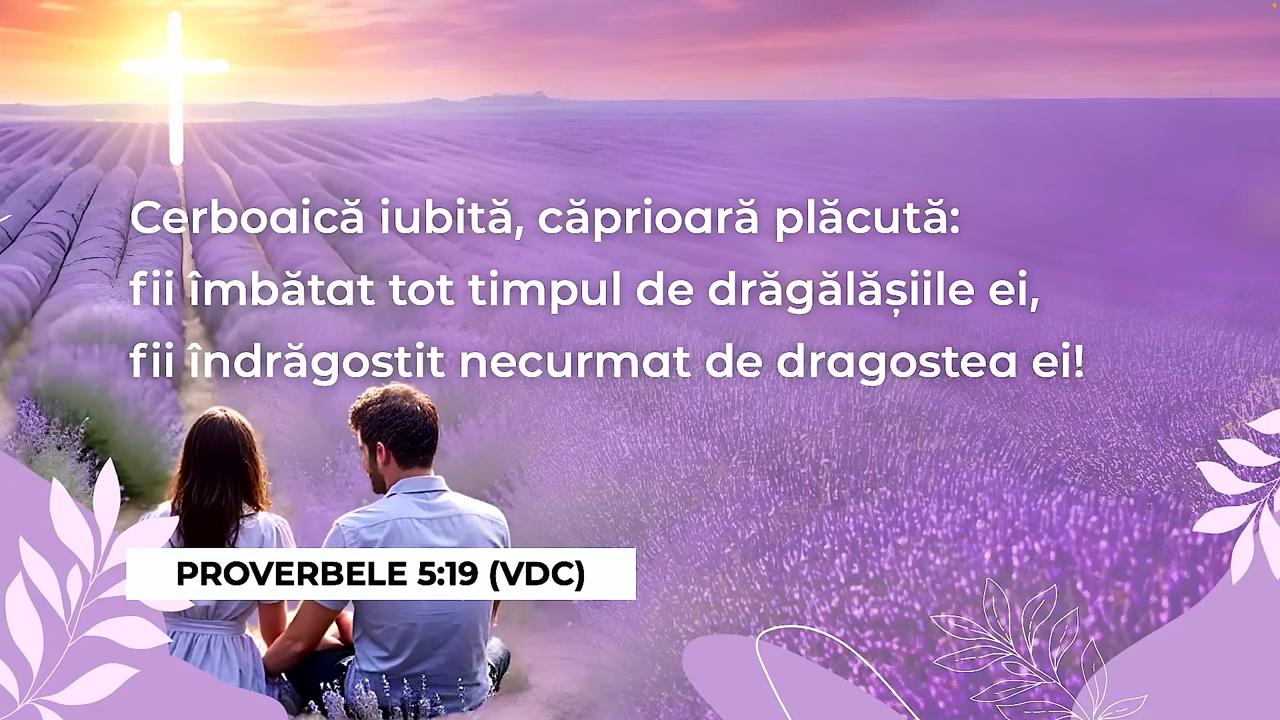 Cerboaică iubită, căprioară plăcută:
fii îmbătat tot timpul de drăgălășiile ei,
fii îndrăgostit necurmat de dragostea ei!
PROVERBELE 5:19 (VDC)